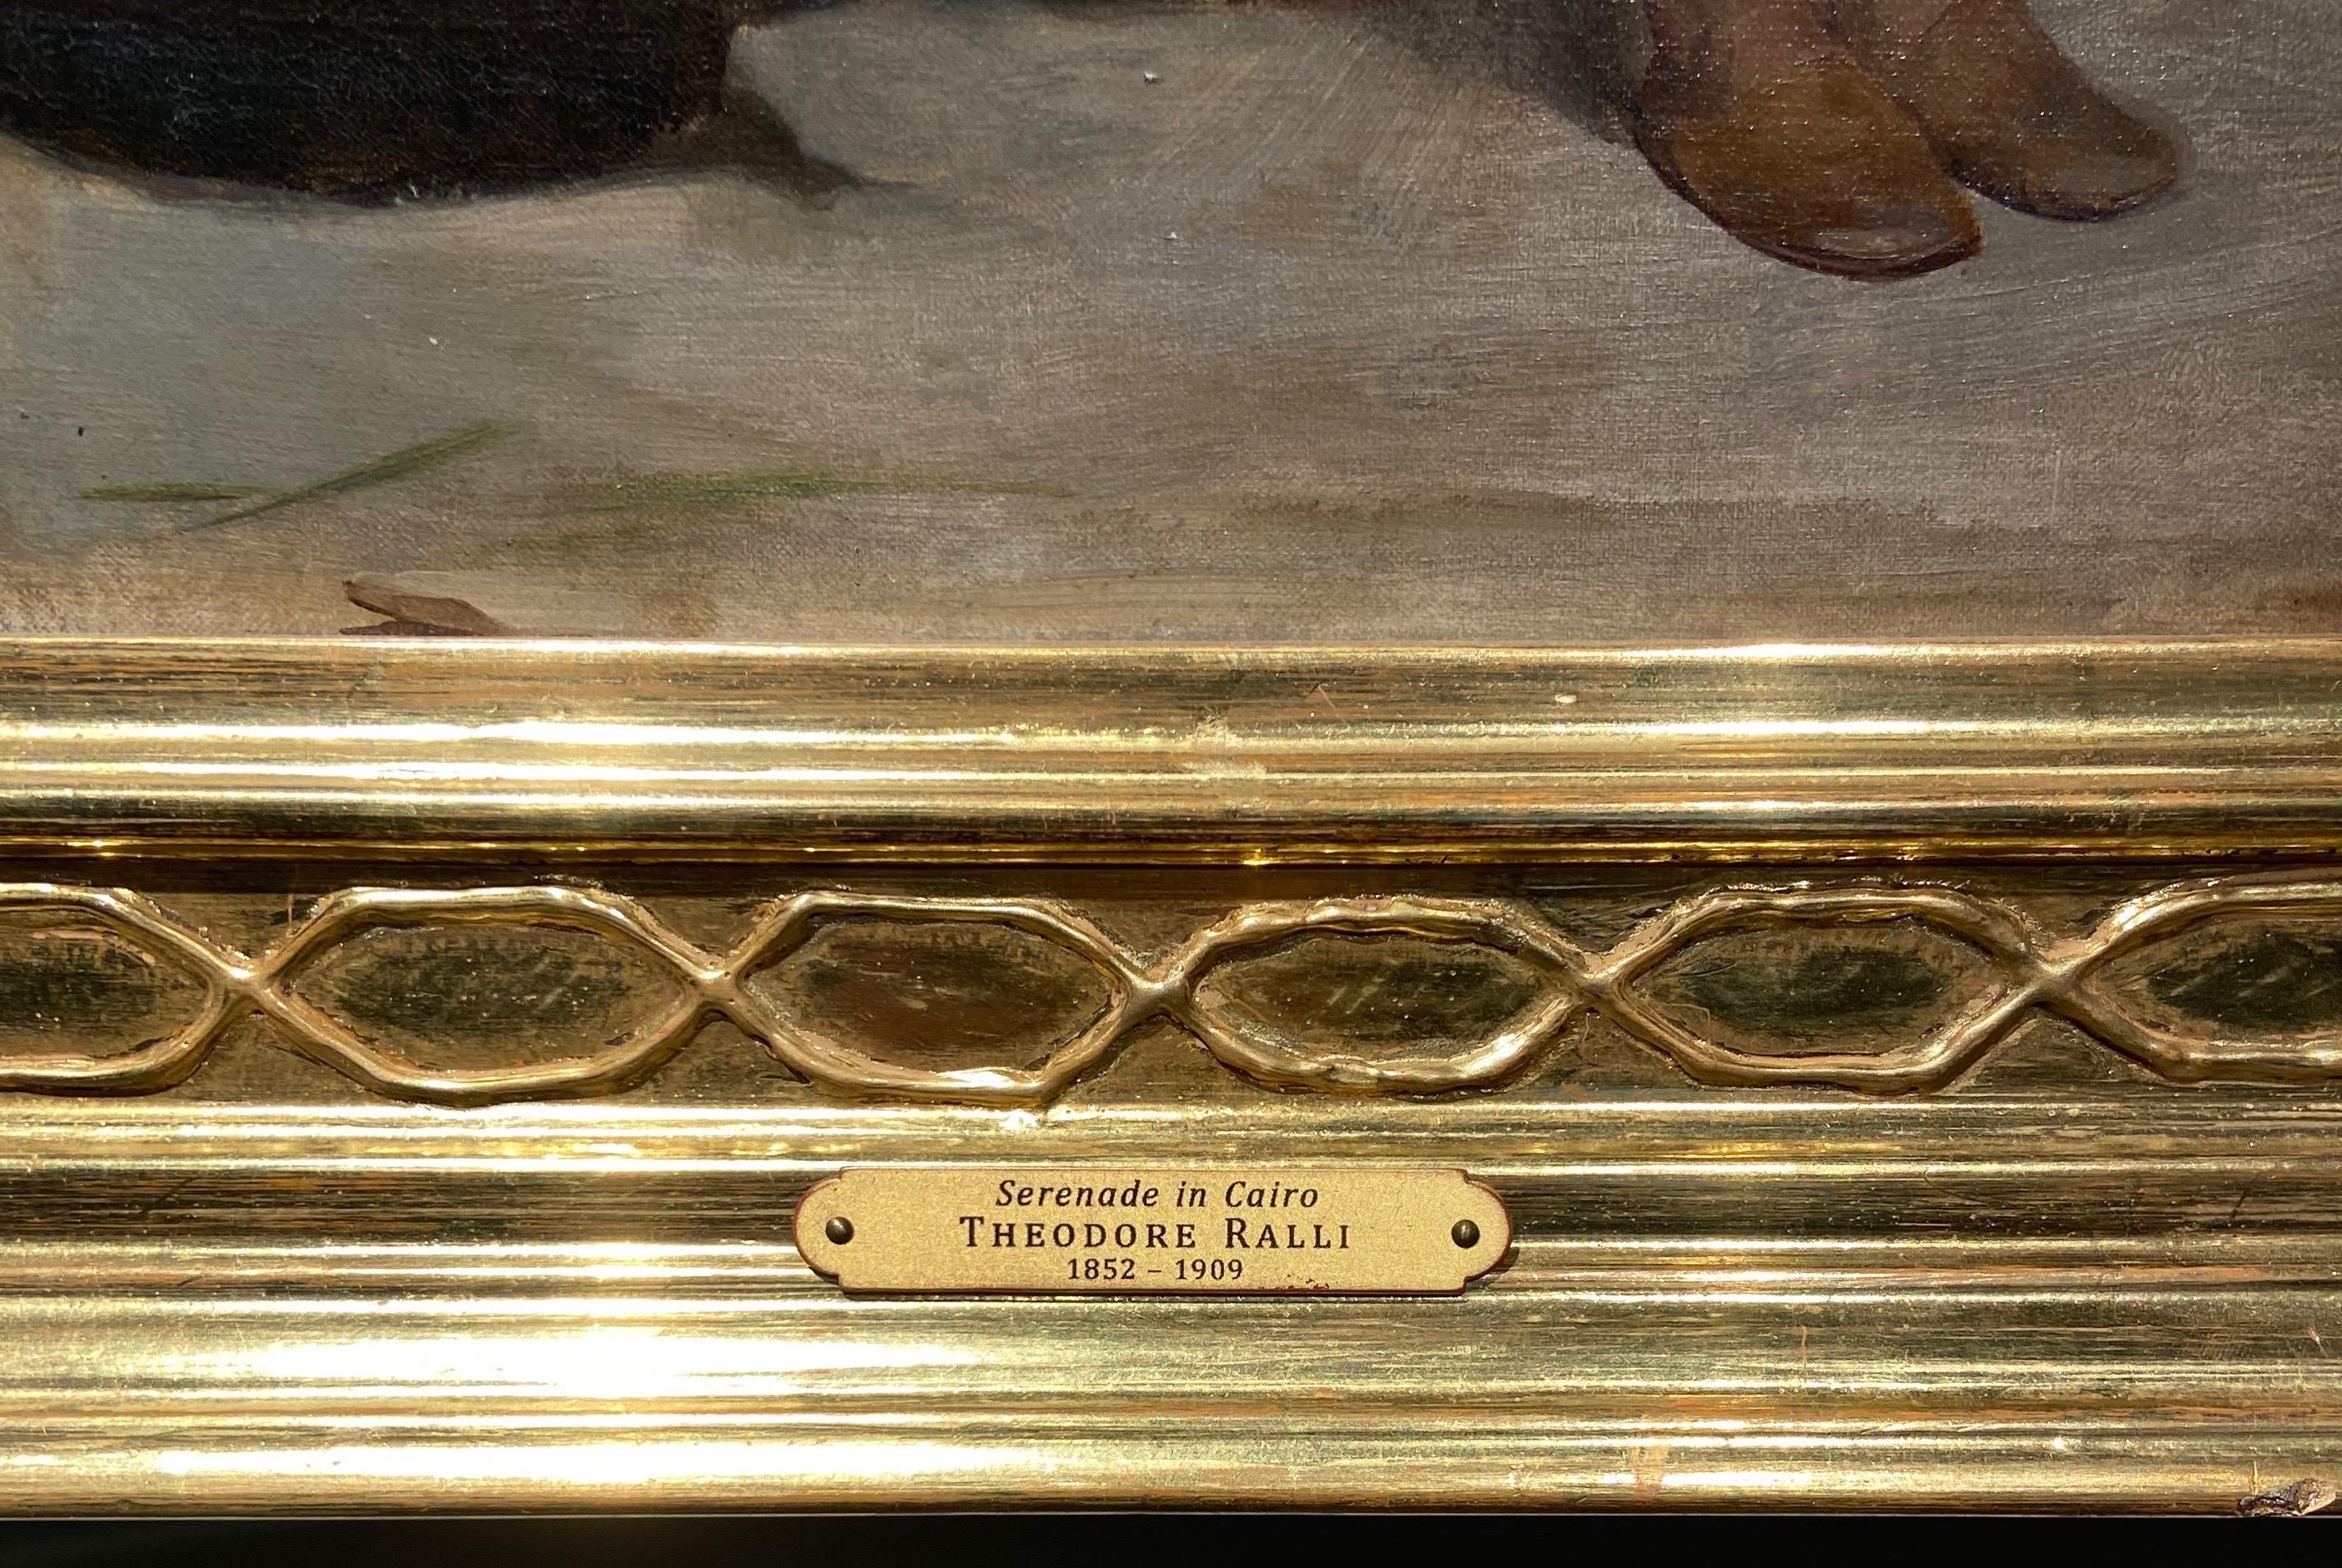 Serenade in Cairo
THEODORE RALLI
1852 – 1909